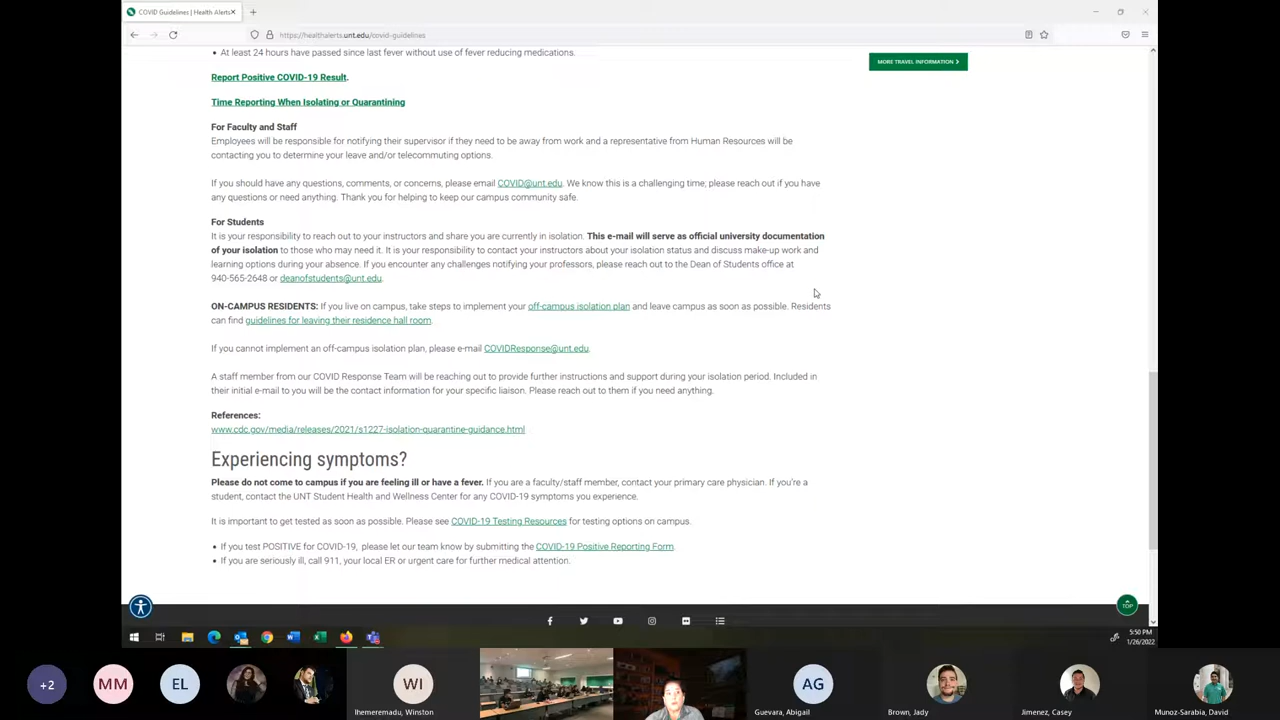 COVID Guidelines | Health Alerts
https://healthalerts.unt.edu/covid-guidelines
• At least 24 hours have passed since last fever without use of fever reducing medications.
MORE TRAVEL INFORMATION
Report Positive COVID-19 Result.
Time Reporting When Isolating or Quarantining
For Faculty and Staff
Employees will be responsible for notifying their supervisor if they need to be away from work and a representative from Human Resources will be
contacting you to determine your leave and/or telecommuting options.
If you should have any questions, comments, or concerns, please email COVID@unt.edu. We know this is a challenging time, please reach out if you have
any questions or need anything. Thank you for helping to keep our campus community safe.
For Students
It is your responsibility to reach out to your instructors and share you are currently in isolation. This e-mail will serve as official university documentation
of your isolation to those who may need it. It is your responsibility to contact your instructors about your isolation status and discuss make-up work and
learning options during your absence. If you encounter any challenges notifying your professors, please reach out to the Dean of Students office at
940-565-2648 or deanofstudents@unt.edu.
ON-CAMPUS RESIDENTS: If you live on campus, take steps to implement your off-campus isolation plan and leave campus as soon as possible. Residents
can find guidelines for leaving their residence hall room.
If you cannot implement an off-campus isolation plan, please e-mail COVIDResponse@unt.edu.
A staff member from our COVID Response Team will be reaching out to provide further instructions and support during your isolation period. Included in
their initial e-mail to you will be the contact information for your specific liaison. Please reach out to them if you need anything.
References:
www.cdc.gov/media/releases/2021/s1227-isolation-quarantine-guidance.html
Experiencing symptoms?
Please do not come to campus if you are feeling ill or have a fever. If you are a faculty/staff member, contact your primary care physician. If you're a
student, contact the UNT Student Health and Wellness Center for any COVID-19 symptoms you experience.
It is important to get tested as soon as possible. Please see COVID-19 Testing Resources for testing options on campus.
• If you test POSITIVE for COVID-19, please let our team know by submitting the COVID-19 Positive Reporting Form.
• If you are seriously ill, call 911, your local ER or urgent care for further medical attention.
TOP
5:50 PM
1/26/2022
+2
MM
EL
WI
AG
Ihemeremadu, Winston
Guevara, Abigail
Brown, Jady
Jimenez, Casey
Munoz-Sarabia, David